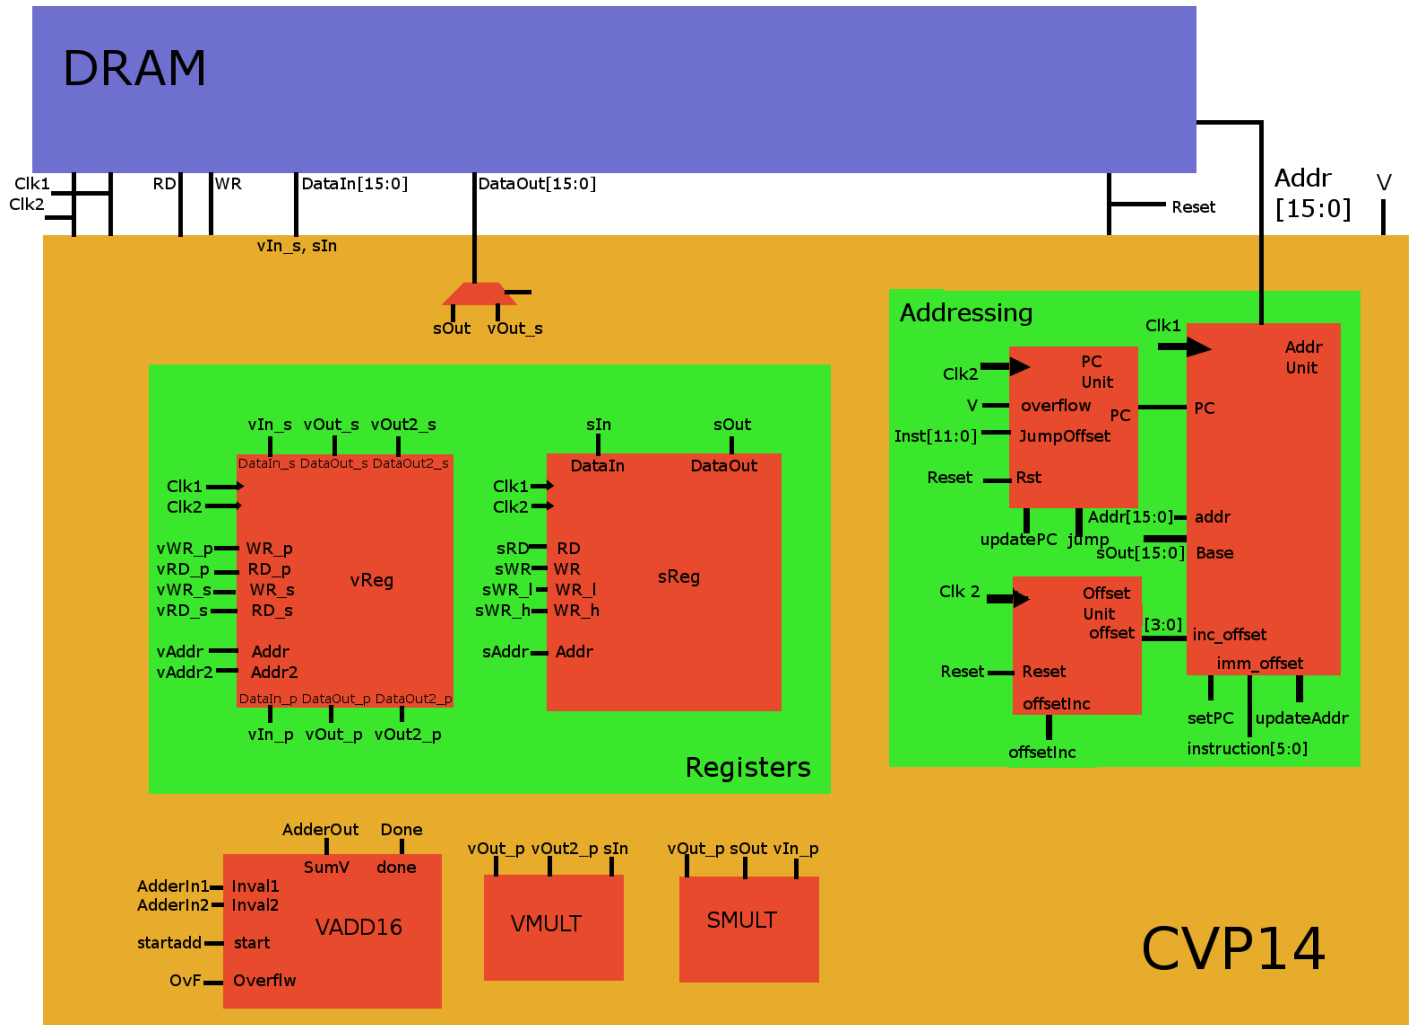 DRAM
Clk1
Clk2
RD
WR
DataIn[15:0]
DataOut[15:0]
Reset
Addr
[15:0]
V
vIn_s, sIn
sOut
vOut_s
Addressing
Clk1
Addr
Unit
PC
Clk2
PC
Unit
V
overflow
PC
Inst[11:0]
JumpOffset
Reset
Rst
updatePC
jump
Addr[15:0]
addr
sOut[15:0]
Base
Clk 2
Offset
Unit
offset
[3:0]
inc_offset
Reset
Reset
imm_offset
offsetInc
offsetInc
setPC
updateAddr
instruction[5:0]
vIn_s
vOut_s
vOut2_s
DataIn_s
DataOut_s
DataOut2_s
Clk1
Clk2
vWR_p
WR_p
vRD_p
RD_p
vWR_s
WR_s
vRD_s
RD_s
vReg
vAddr
Addr
vAddr2
Addr2
DataIn_p
DataOut_p
DataOut2_p
vIn_p
vOut_p
vOut2_p
sIn
sOut
DataIn
DataOut
Clk1
Clk2
sRD
RD
sWR
WR
sWR_l
WR_l
sWR_h
WR_h
sReg
sAddr
Addr
Registers
AdderOut
Done
SumV
done
AdderIn1
Inval1
AdderIn2
Inval2
VADD16
startadd
start
OvF
Overflw
vOut_p
vOut2_p
sIn
VMULT
vOut_p
sOut
vIn_p
SMULT
CVP14